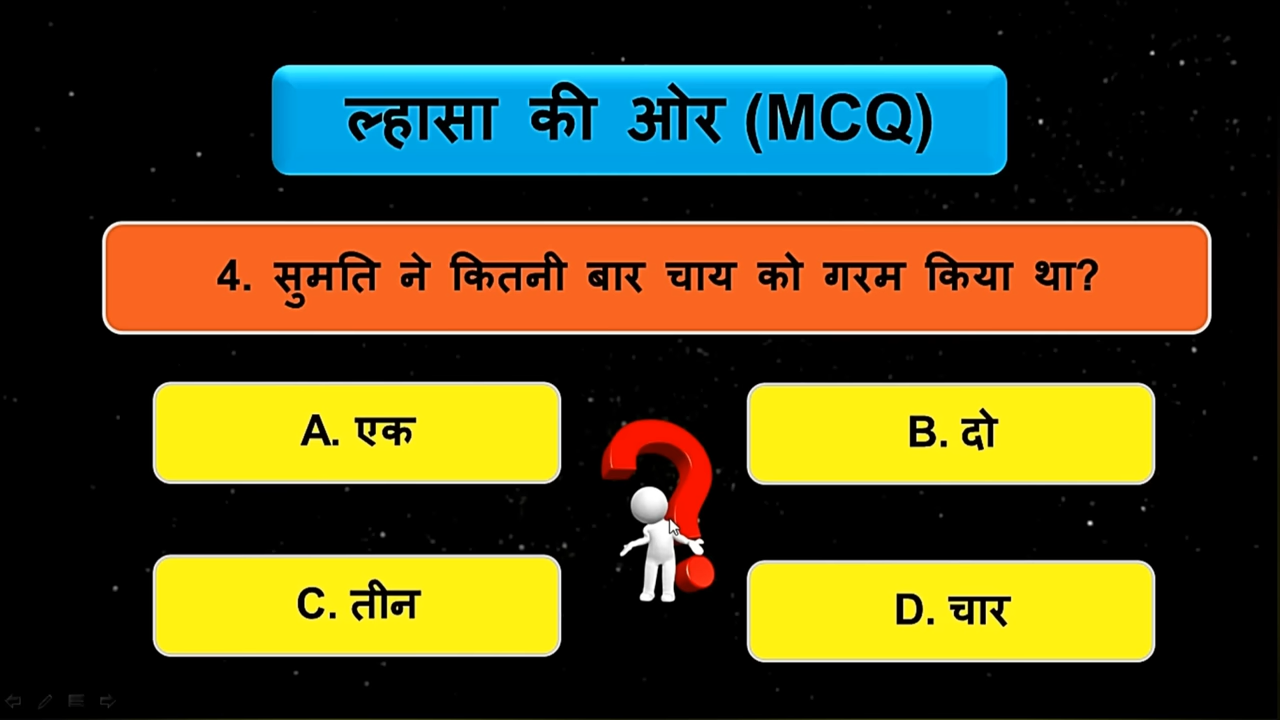 ल्हासा की ओर (MCQ)
4. सुमति ने कितनी बार चाय को गरम किया था?
A. एक
B. दो
C. तीन
D. चार